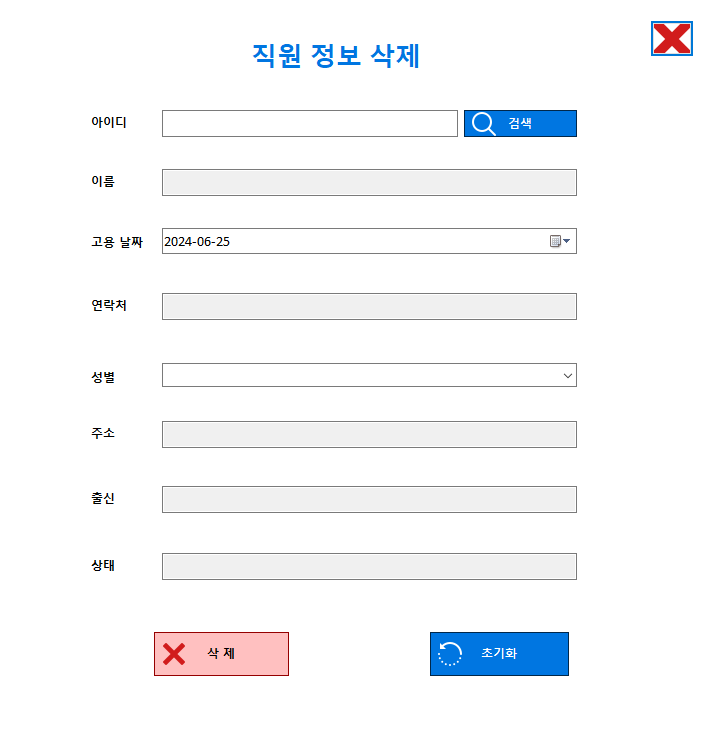 직원 정보 삭제
아이디
검색
이름
고용 날짜
2024-06-25
연락처
성별
주소
출신
상태
삭 제
초기화